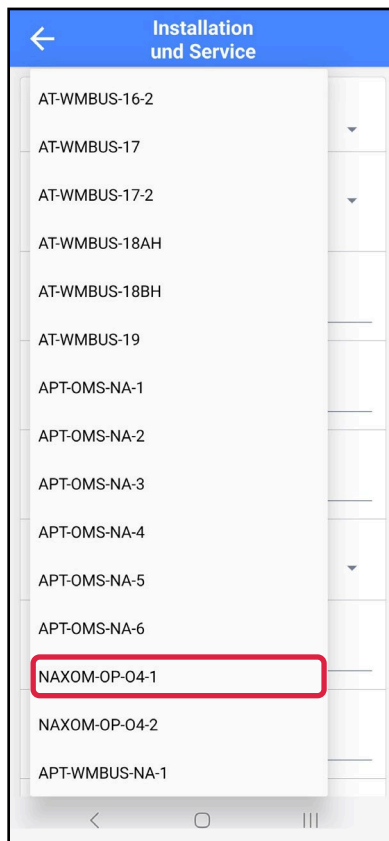 Installation
und Service
AT-WMBUS-16-2
AT-WMBUS-17
AT-WMBUS-17-2
AT-WMBUS-18AH
AT-WMBUS-18BH
AT-WMBUS-19
APT-OMS-NA-1
APT-OMS-NA-2
APT-OMS-NA-3
APT-OMS-NA-4
APT-OMS-NA-5
APT-OMS-NA-6
NAXOM-OP-O4-1
NAXOM-OP-O4-2
APT-WMBUS-NA-1